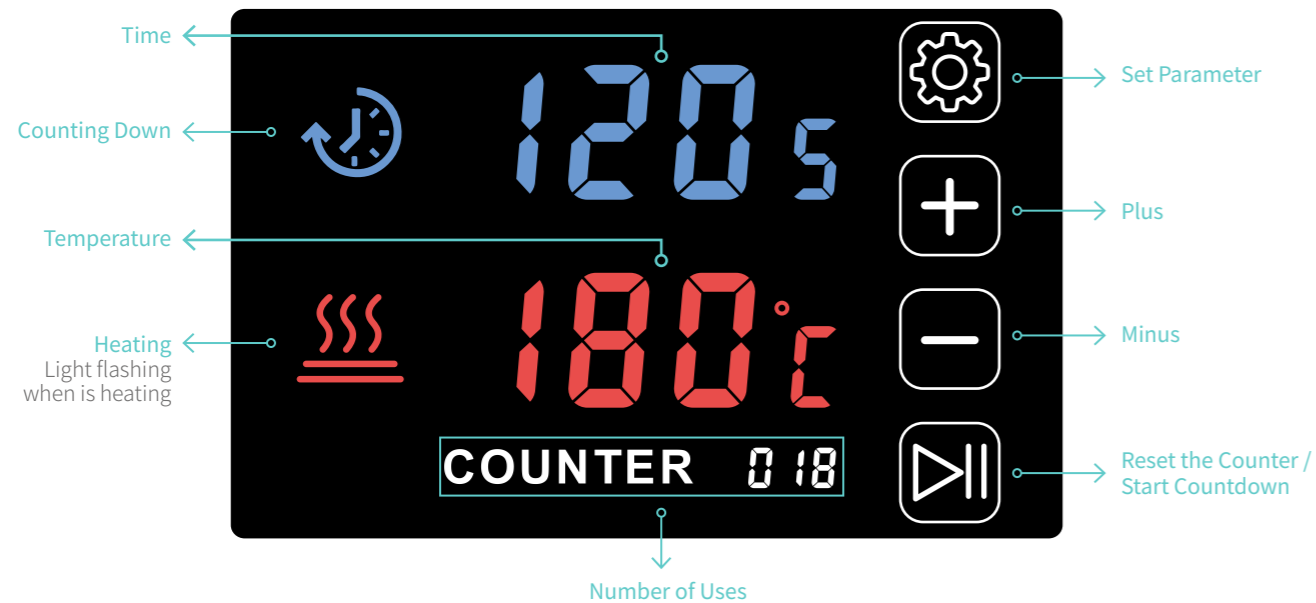 Time
120s
Set Parameter
Counting Down
Plus
Temperature
180°C
Heating
Light flashing
when is heating
Minus
COUNTER 018
Reset the Counter /
Start Countdown
Number of Uses